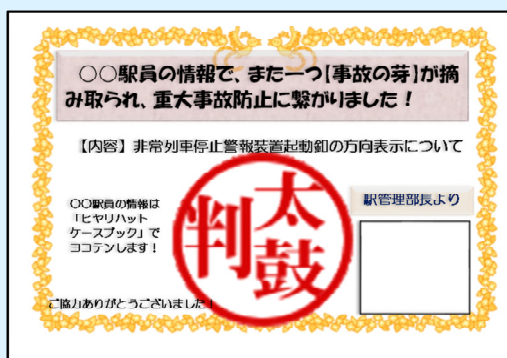 ○○駅員の情報で、また一つ【事故の芽】が摘
み取られ、重大事故防止に繋がりました！
【内容】非常列車停止警報装置起動釦の方向表示について
○○駅員の情報は
「ヒヤリハット
ケースブック」で
ココテンします！
太鼓
判
駅管理部長より
ご協力ありがとうございました！